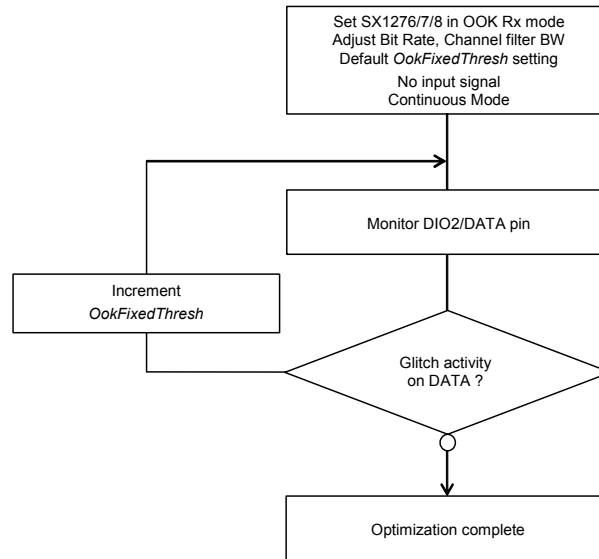 Set SX1276/7/8 in OOK Rx mode
Adjust Bit Rate, Channel filter BW
Default OokFixedThresh setting
No input signal
Continuous Mode
Monitor DIO2/DATA pin
Increment
OokFixedThresh
Glitch activity
on DATA ?
Optimization complete